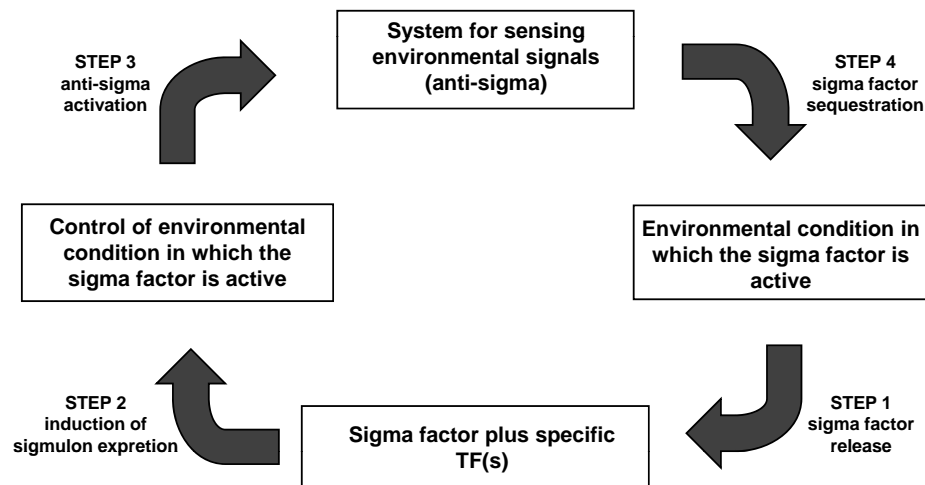 System for sensing
environmental signals
(anti-sigma)
STEP 3
anti-sigma
activation
STEP 4
sigma factor
sequestration
Control of environmental
condition in which the
sigma factor is active
Environmental condition in
which the sigma factor is
active
STEP 2
induction of
sigmulon expretion
Sigma factor plus specific
TF(s)
STEP 1
sigma factor
release